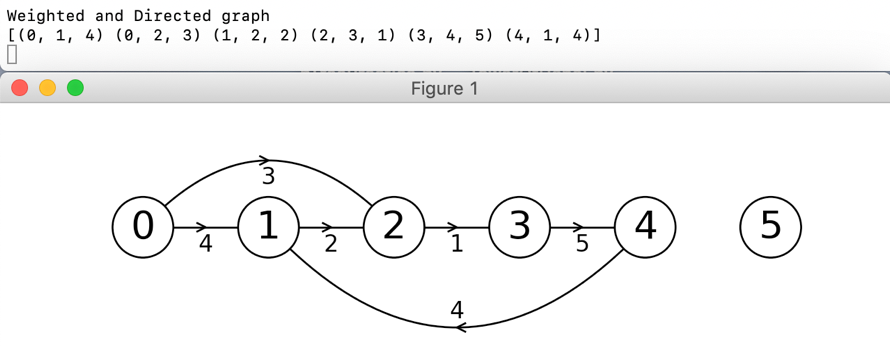 Weighted and Directed graph
[(0, 1, 4) (0, 2, 3) (1, 2, 2) (2, 3, 1) (3, 4, 5) (4, 1, 4)]
Figure 1
3
0 1 2 3 4 5
4 2 1 5
4